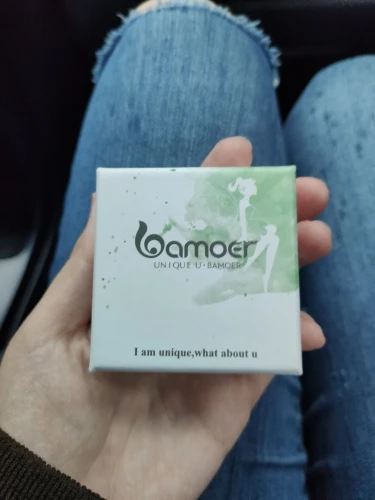 bamoer
UNIQUE U · BAMOER
I am unique,what about u